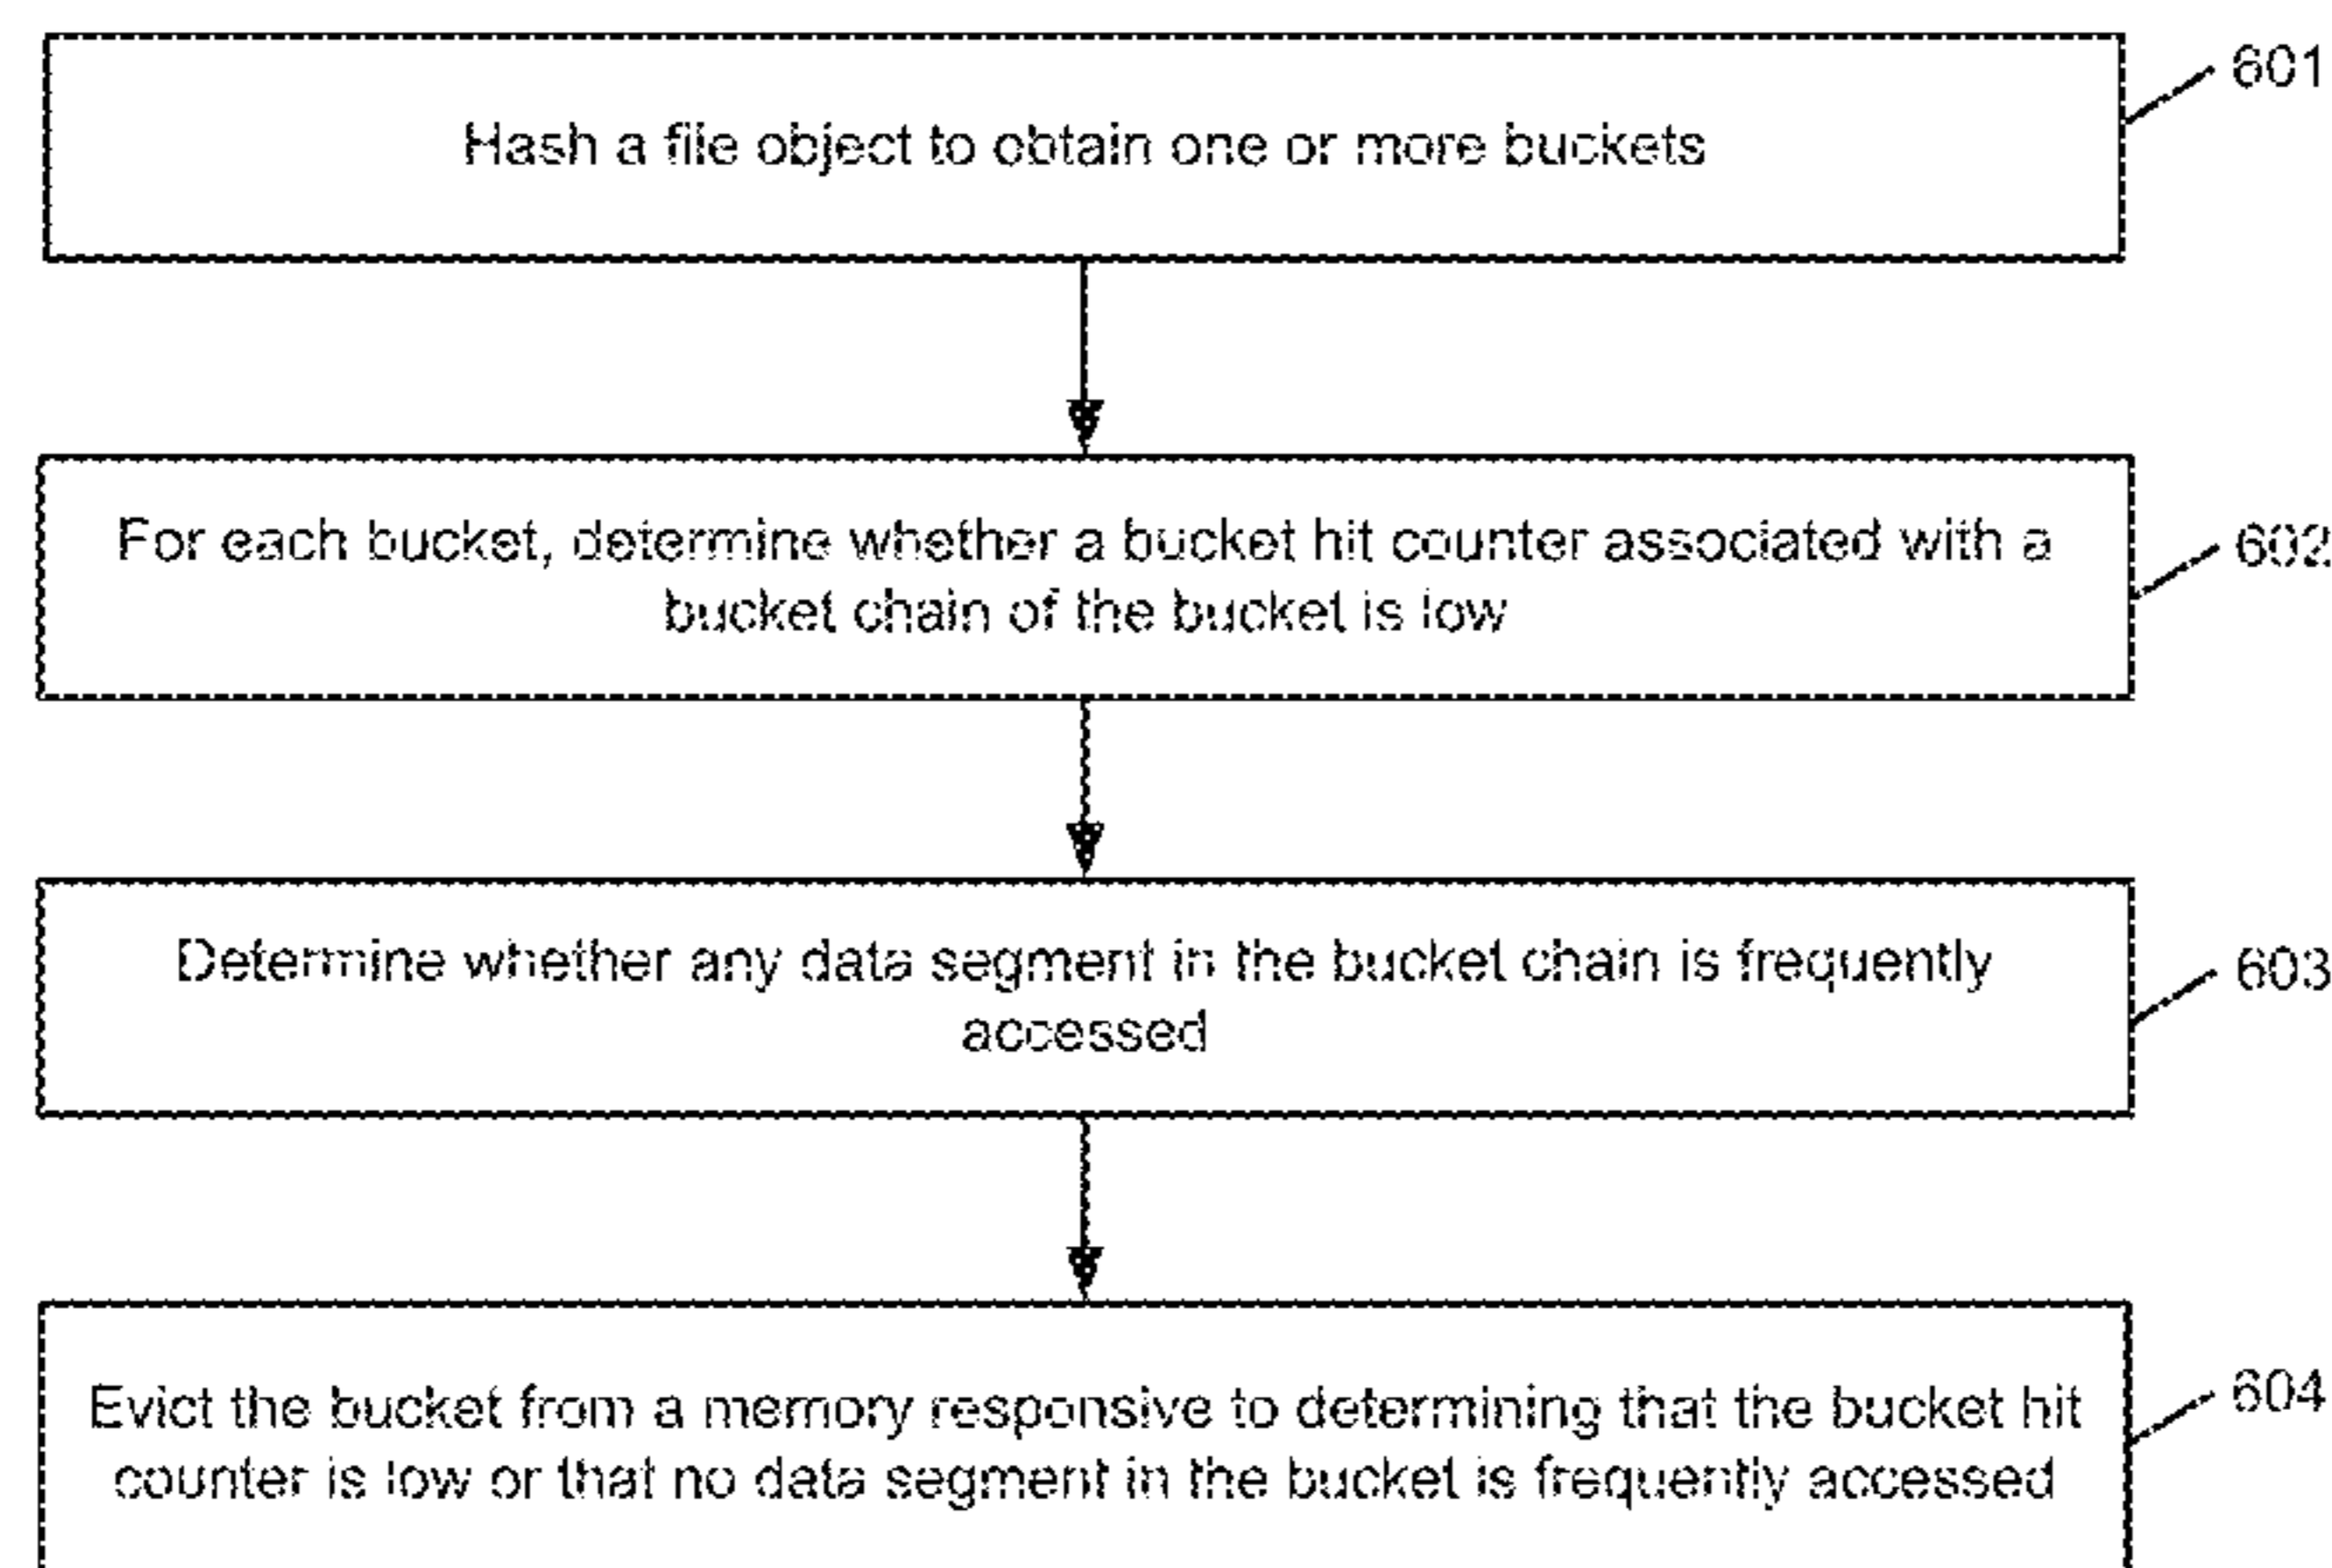 601
Hash a file object to obtain one or more buckets
For each bucket, determine whether a bucket hit counter associated with a
bucket chain of the bucket is low
602
Determine whether any data segment in the bucket chain is frequently
accessed
603
Evict the bucket from a memory responsive to determining that the bucket hit
counter is low or that no data segment in the bucket is frequently accessed
604